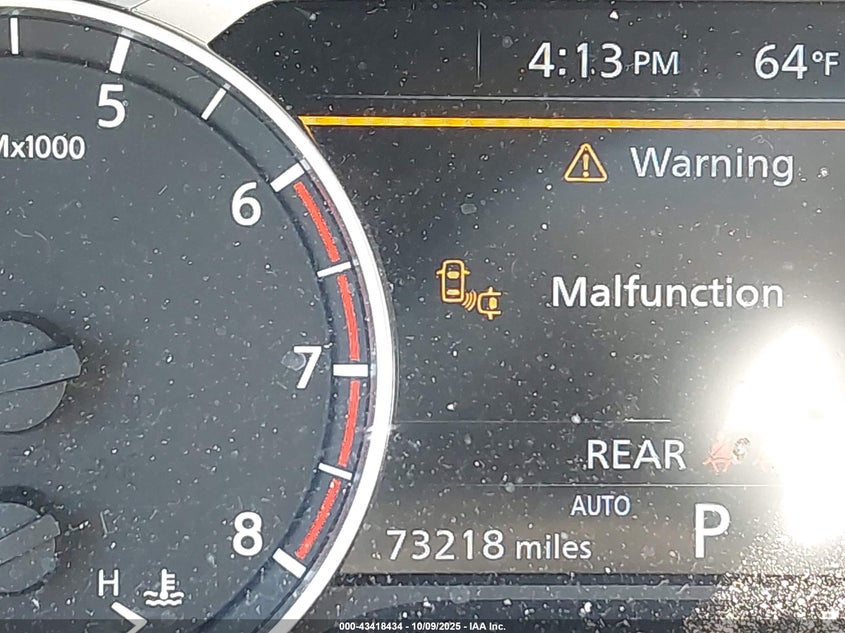 4:13 PM 64°F
5
Mx1000
Warning
6
Malfunction
7
REAR
AUTO
8
73218 miles P
H
000-43418434 - 10/09/2025 - IAA Inc.